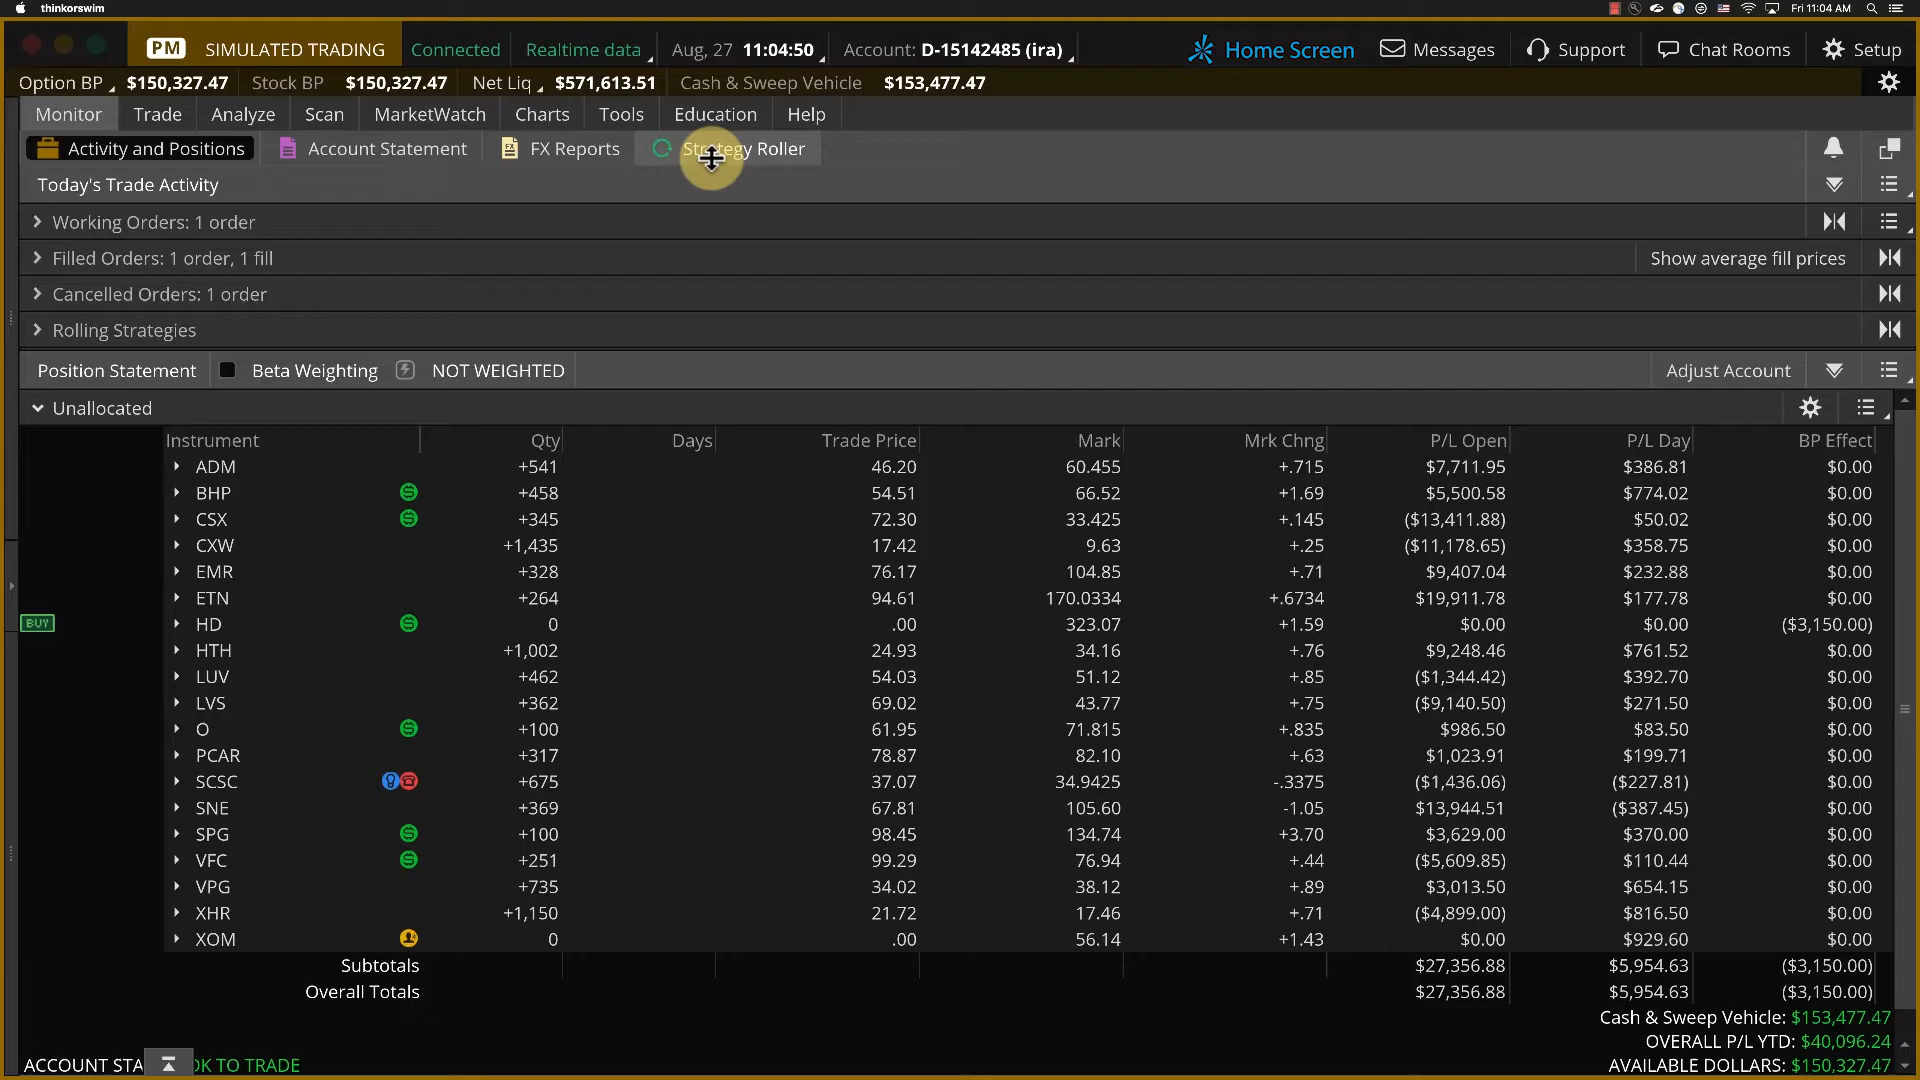 thinkorswim Fri 11:04 AM
PM SIMULATED TRADING Connected Realtime data Aug, 27 11:04:50 Account: D-15142485 (ira) Home Screen Messages Support Chat Rooms Setup
Option BP $150,327.47 Stock BP $150,327.47 Net Liq $571,613.51 Cash & Sweep Vehicle $153,477.47
Monitor Trade Analyze Scan MarketWatch Charts Tools Education Help
Activity and Positions Account Statement FX FX Reports Strategy Roller
Today's Trade Activity
Working Orders: 1 order
Filled Orders: 1 order, 1 fill Show average fill prices
Cancelled Orders: 1 order
Rolling Strategies
Position Statement Beta Weighting NOT WEIGHTED Adjust Account
Unallocated
Instrument Qty Days Trade Price Mark Mrk Chng P/L Open P/L Day BP Effect
ADM +541 46.20 60.455 +.715 $7,711.95 $386.81 $0.00
BHP +458 54.51 66.52 +1.69 $5,500.58 $774.02 $0.00
CSX +345 72.30 33.425 +.145 ($13,411.88) $50.02 $0.00
CXW +1,435 17.42 9.63 +.25 ($11,178.65) $358.75 $0.00
EMR +328 76.17 104.85 +.71 $9,407.04 $232.88 $0.00
ETN +264 94.61 170.0334 +.6734 $19,911.78 $177.78 $0.00
BUY HD 0 .00 323.07 +1.59 $0.00 $0.00 ($3,150.00)
HTH +1,002 24.93 34.16 +.76 $9,248.46 $761.52 $0.00
LUV +462 54.03 51.12 +.85 ($1,344.42) $392.70 $0.00
LVS +362 69.02 43.77 +.75 ($9,140.50) $271.50 $0.00
O +100 61.95 71.815 +.835 $986.50 $83.50 $0.00
PCAR +317 78.87 82.10 +.63 $1,023.91 $199.71 $0.00
SCSC +675 37.07 34.9425 -.3375 ($1,436.06) ($227.81) $0.00
SNE +369 67.81 105.60 -1.05 $13,944.51 ($387.45) $0.00
SPG +100 98.45 134.74 +3.70 $3,629.00 $370.00 $0.00
VFC +251 99.29 76.94 +.44 ($5,609.85) $110.44 $0.00
VPG +735 34.02 38.12 +.89 $3,013.50 $654.15 $0.00
XHR +1,150 21.72 17.46 +.71 ($4,899.00) $816.50 $0.00
XOM 0 .00 56.14 +1.43 $0.00 $929.60 $0.00
Subtotals $27,356.88 $5,954.63 ($3,150.00)
Overall Totals $27,356.88 $5,954.63 ($3,150.00)
Cash & Sweep Vehicle: $153,477.47
OVERALL P/L YTD: $40,096.24
ACCOUNT STA OK TO TRADE AVAILABLE DOLLARS: $150,327.47